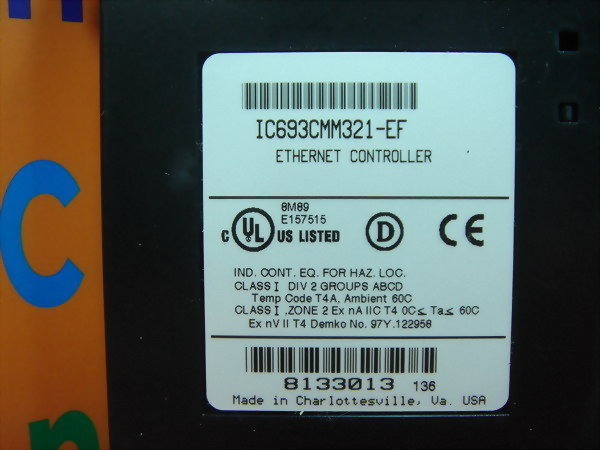 IC693CMM321-EF
ETHERNET CONTROLLER
8M89
E157515
C UL US LISTED
D
CE
IND. CONT. EQ. FOR HAZ. LOC.
CLASS I DIV 2 GROUPS ABCD
Temp Code T4A, Ambient 60C
CLASS I ,ZONE 2 Ex nA IIC T4 0C≤ Ta≤ 60C
Ex nV II T4 Demko No. 97Y.122958
8133013 136
Made in Charlottesville, Va. USA
C
n